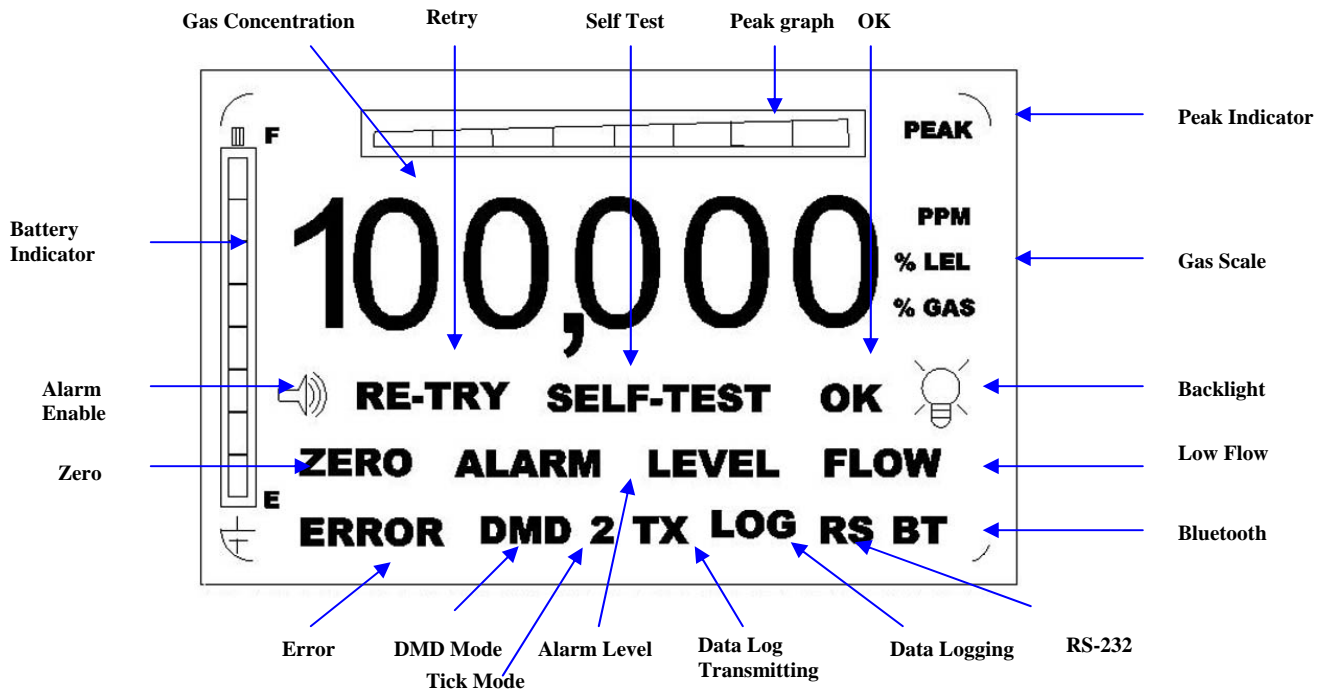 Gas Concentration
Retry
Self Test
Peak graph
OK
F
PEAK
Peak Indicator
Battery
Indicator
100,000
PPM
% LEL
% GAS
Gas Scale
Alarm
Enable
RE-TRY
SELF-TEST
OK
Backlight
Zero
ZERO
ALARM
LEVEL
FLOW
Low Flow
E
ERROR
DMD
2
TX
LOG
RS
BT
Bluetooth
Error
DMD Mode
Tick Mode
Alarm Level
Data Log
Transmitting
Data Logging
RS-232